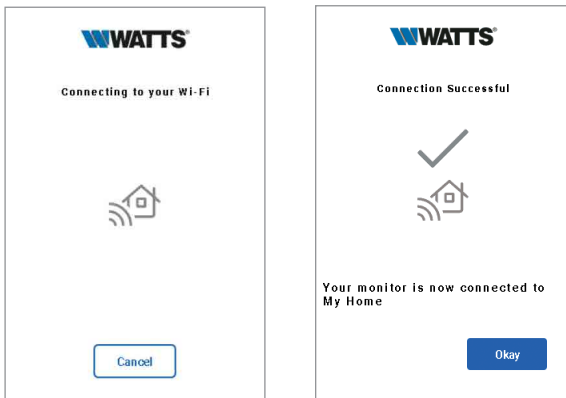 WATTS®
Connecting to your Wi-Fi
Cancel
WATTS®
Connection Successful
Your monitor is now connected to
My Home
Okay